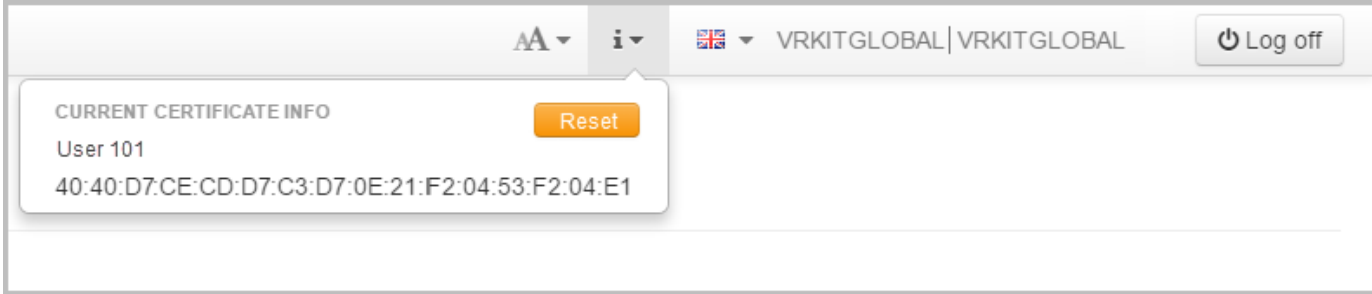 AA i VRKITGLOBAL| VRKITGLOBAL Log off
CURRENT CERTIFICATE INFO Reset
User 101
40:40:D7:CE:CD:D7:C3:D7:0E:21:F2:04:53:F2:04:E1